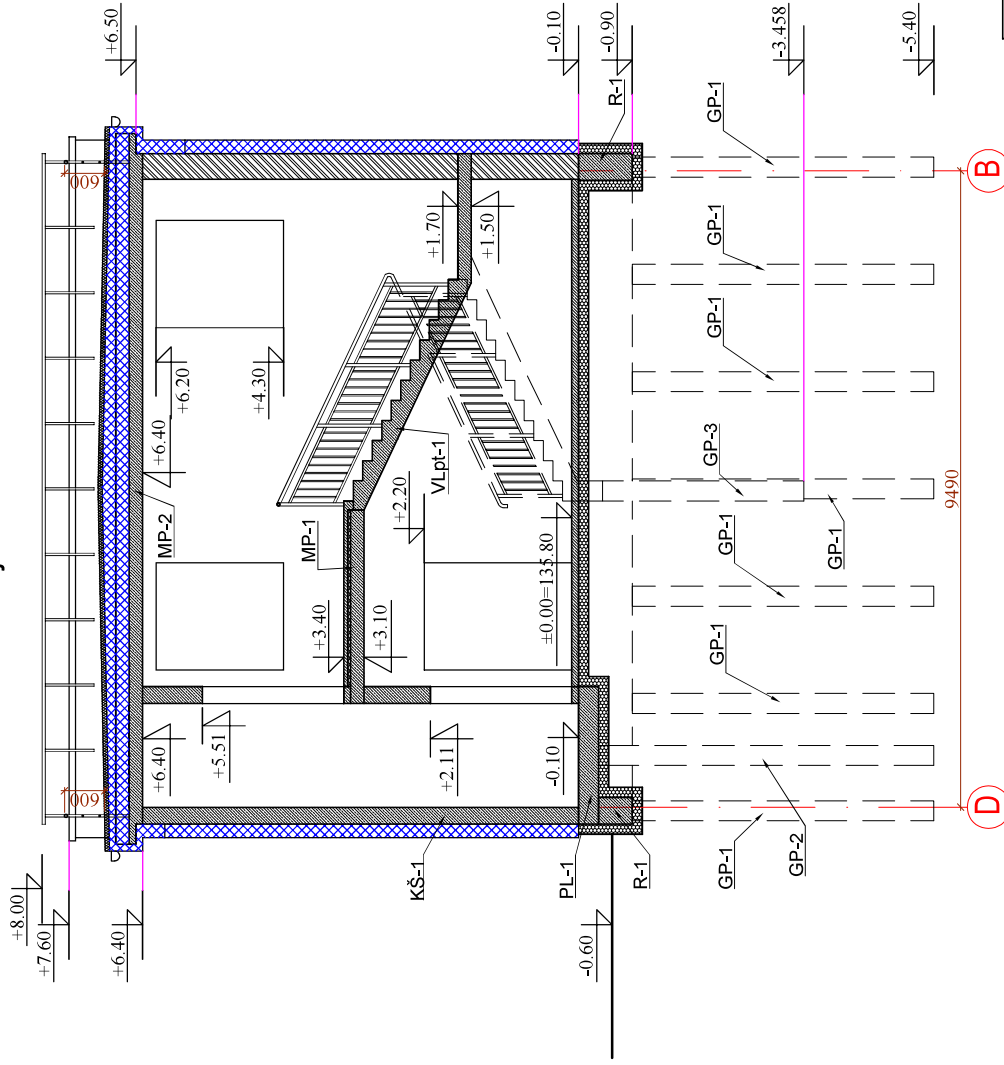 +6.50
-0.10
-0.90
-3.458
-5.40
+8.00
+7.60
+6.40
-0.60
600
600
+6.20
+4.30
+6.40
MP-2
MP-1
VLpt-1
+1.70
+1.50
+2.20
±0.00=135.80
+3.40
+3.10
+6.40
+5.51
+2.11
-0.10
KŠ-1
PL-1
R-1
R-1
GP-1
GP-2
GP-1
GP-1
GP-3
GP-1
GP-1
GP-1
GP-1
9490
D
B